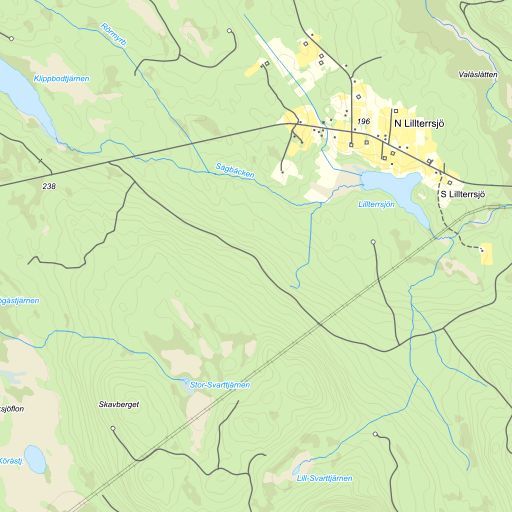 Rörmyrb
Klippbodtjärnen
Valåslåtten
196
N Lillterrsjö
Sågbäcken
238
S Lillterrsjö
Lillterrsjön
Stor-Svarttjärnen
Skavberget
Lill-Svarttjärnen